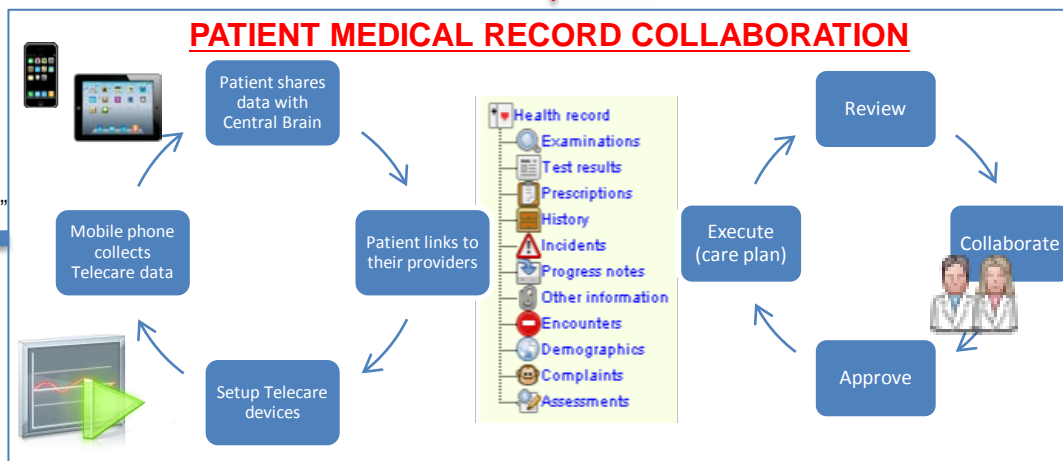 PATIENT MEDICAL RECORD COLLABORATION
Patient shares
data with
Central Brain
Patient links to
their providers
Setup Telecare
devices
Mobile phone
collects
Telecare data
”
Health record
Examinations
Test results
Prescriptions
History
Incidents
Progress notes
Other information
Encounters
Demographics
Complaints
Assessments
Review
Collaborate
Approve
Execute
(care plan)